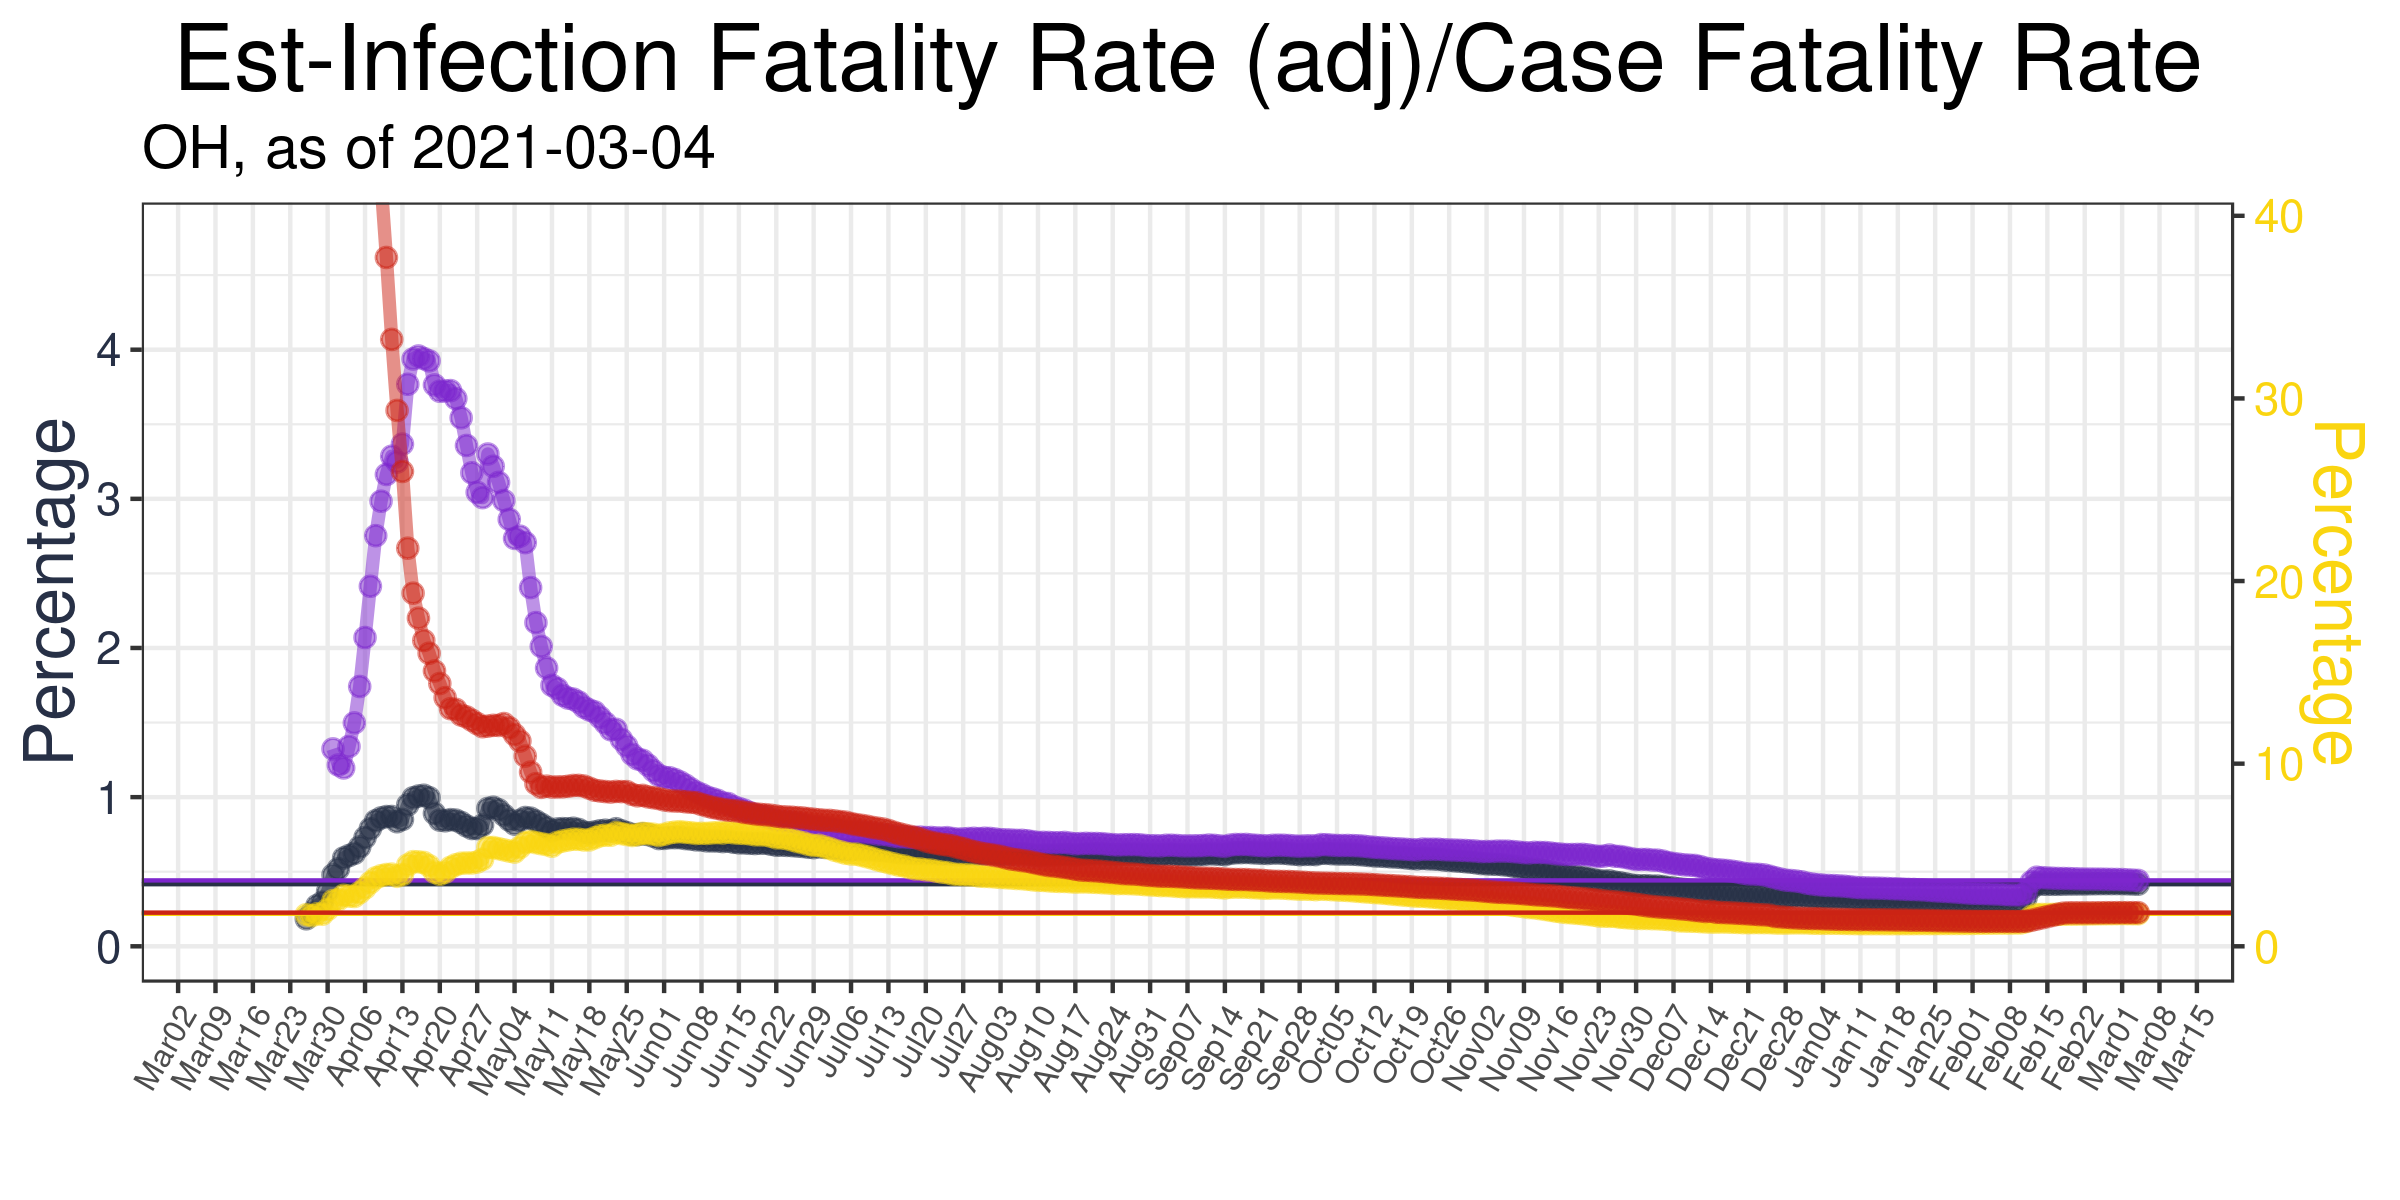 Est-Infection Fatality Rate (adj)/Case Fatality Rate
OH, as of 2021-03-04
Percentage
4
3
2
1
0
40
30
20
10
0
Percentage
Mar02
Mar09
Mar16
Mar23
Mar30
Apr06
Apr13
Apr20
Apr27
May04
May11
May18
May25
Jun01
Jun08
Jun15
Jun22
Jun29
Jul06
Jul13
Jul20
Jul27
Aug03
Aug10
Aug17
Aug24
Aug31
Sep07
Sep14
Sep21
Sep28
Oct05
Oct12
Oct19
Oct26
Nov02
Nov09
Nov16
Nov23
Nov30
Dec07
Dec14
Dec21
Dec28
Jan04
Jan11
Jan18
Jan25
Feb01
Feb08
Feb15
Feb22
Mar01
Mar08
Mar15